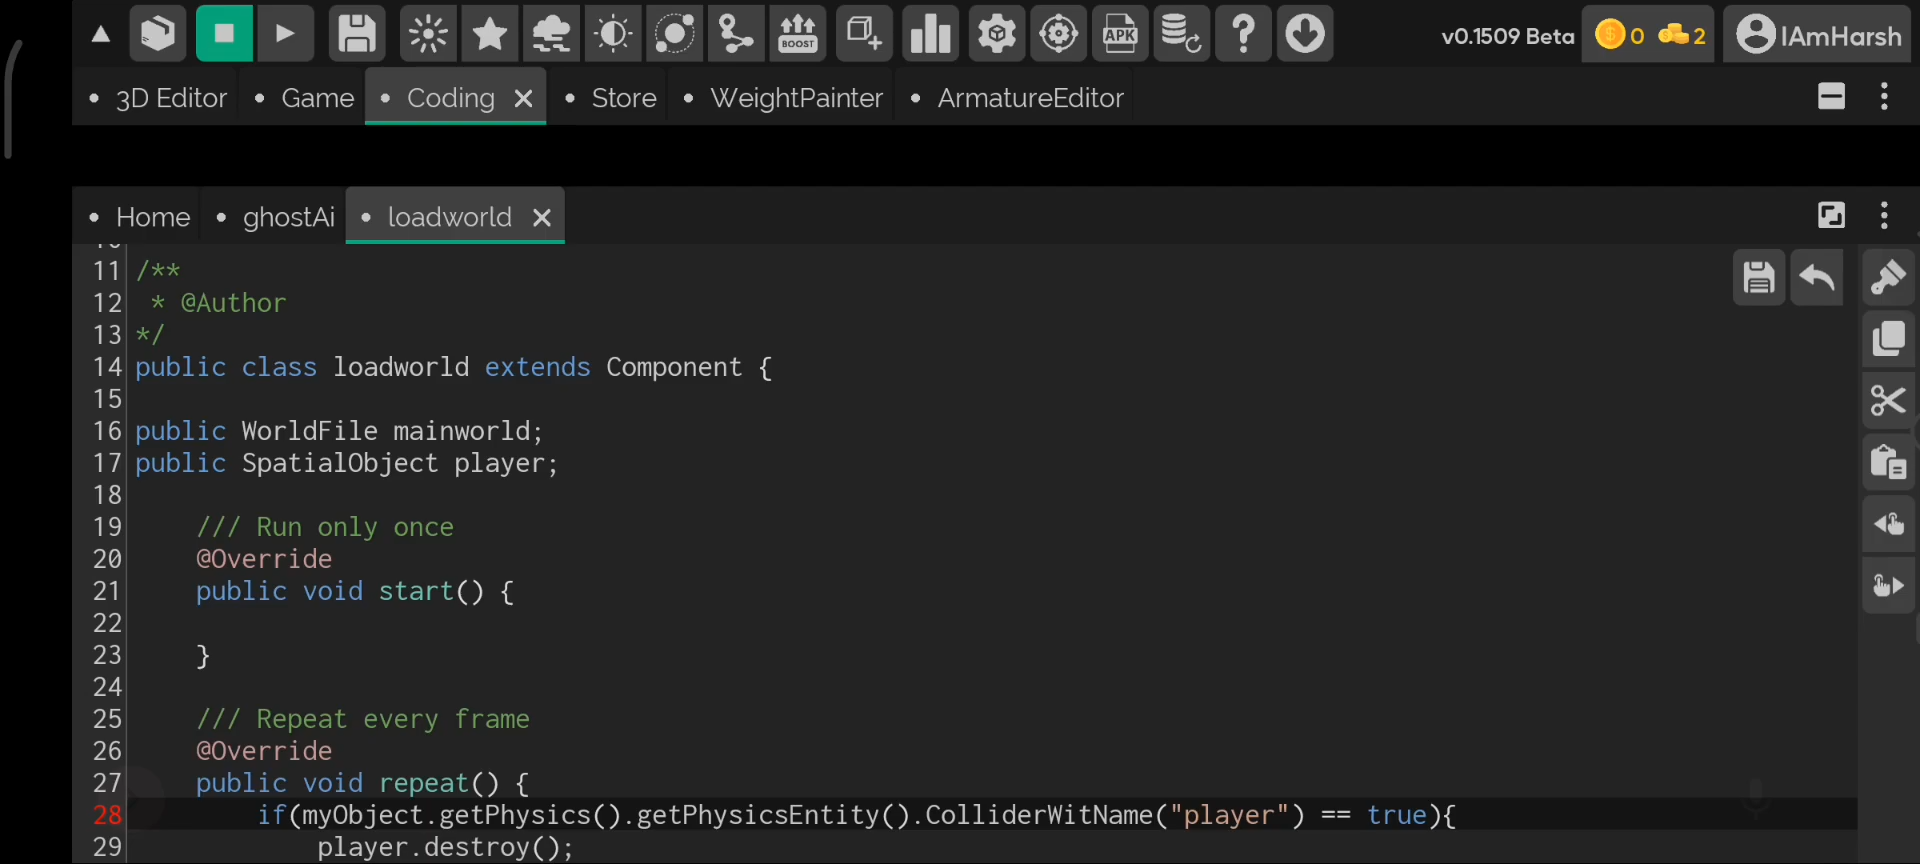 BOOST
APK
v0.1509 Beta
0
2
IAmHarsh
• 3D Editor
• Game
• Coding ×
• Store
• WeightPainter
• ArmatureEditor
• Home
• ghostAi
• loadworld ×
11 /**
12 * @Author
13 */
14 public class loadworld extends Component {
15
16 public WorldFile mainworld;
17 public SpatialObject player;
18
19 /// Run only once
20 @Override
21 public void start() {
22
23 }
24
25 /// Repeat every frame
26 @Override
27 public void repeat() {
28 if(myObject.getPhysics().getPhysicsEntity().ColliderWitName("player") == true){
29 player.destroy();